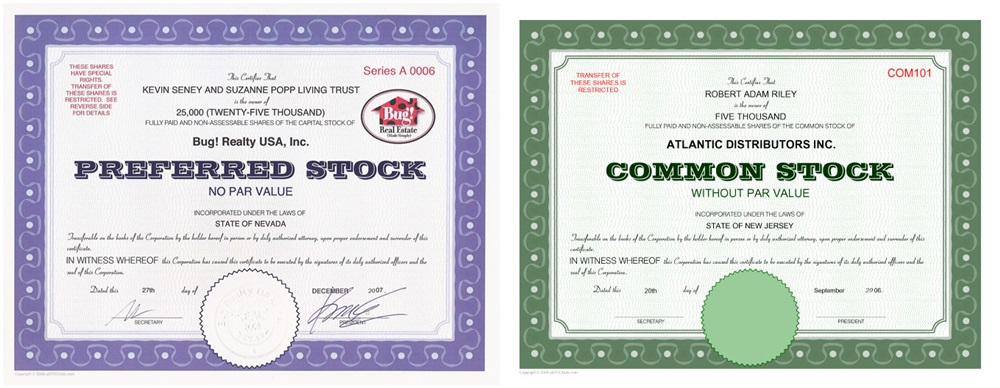 THESE SHARES
HAVE SPECIAL
RIGHTS.
TRANSFER OF
THESE SHARES IS
RESTRICTED. SEE
REVERSE SIDE
FOR DETAILS
Series A 0006
This Certifies That
KEVIN SENEY AND SUZANNE POPP LIVING TRUST
is the owner of
25,000 (TWENTY-FIVE THOUSAND)
FULLY PAID AND NON-ASSESSABLE SHARES OF THE CAPITAL STOCK OF
Bug!
Real Estate
(Made Simple)
Bug! Realty USA, Inc.
PREFERRED STOCK
NO PAR VALUE
INCORPORATED UNDER THE LAWS OF
STATE OF NEVADA
Transferable on the books of the Corporation by the holder hereof in person or by duly authorized attorney, upon proper endorsement and surrender of this
certificate.
IN WITNESS WHEREOF this Corporation has caused this certificate to be executed by the signatures of its duly authorized officers and the
seal of this Corporation.
Dated this 27th day of DECEMBER 2007
SECRETARY PRESIDENT
TRANSFER OF
THESE SHARES IS
RESTRICTED
COM101
This Certifies That
ROBERT ADAM RILEY
is the owner of
FIVE THOUSAND
FULLY PAID AND NON-ASSESSABLE SHARES OF THE COMMON STOCK OF
ATLANTIC DISTRIBUTORS INC.
COMMON STOCK
WITHOUT PAR VALUE
INCORPORATED UNDER THE LAWS OF
STATE OF NEW JERSEY
Transferable on the books of the Corporation by the holder hereof in person or by duly authorized attorney, upon proper endorsement and surrender of this
certificate.
IN WITNESS WHEREOF this Corporation has caused this certificate to be executed by the signatures of its duly authorized officers and the
seal of this Corporation.
Dated this 20th day of September 2006.
SECRETARY PRESIDENT